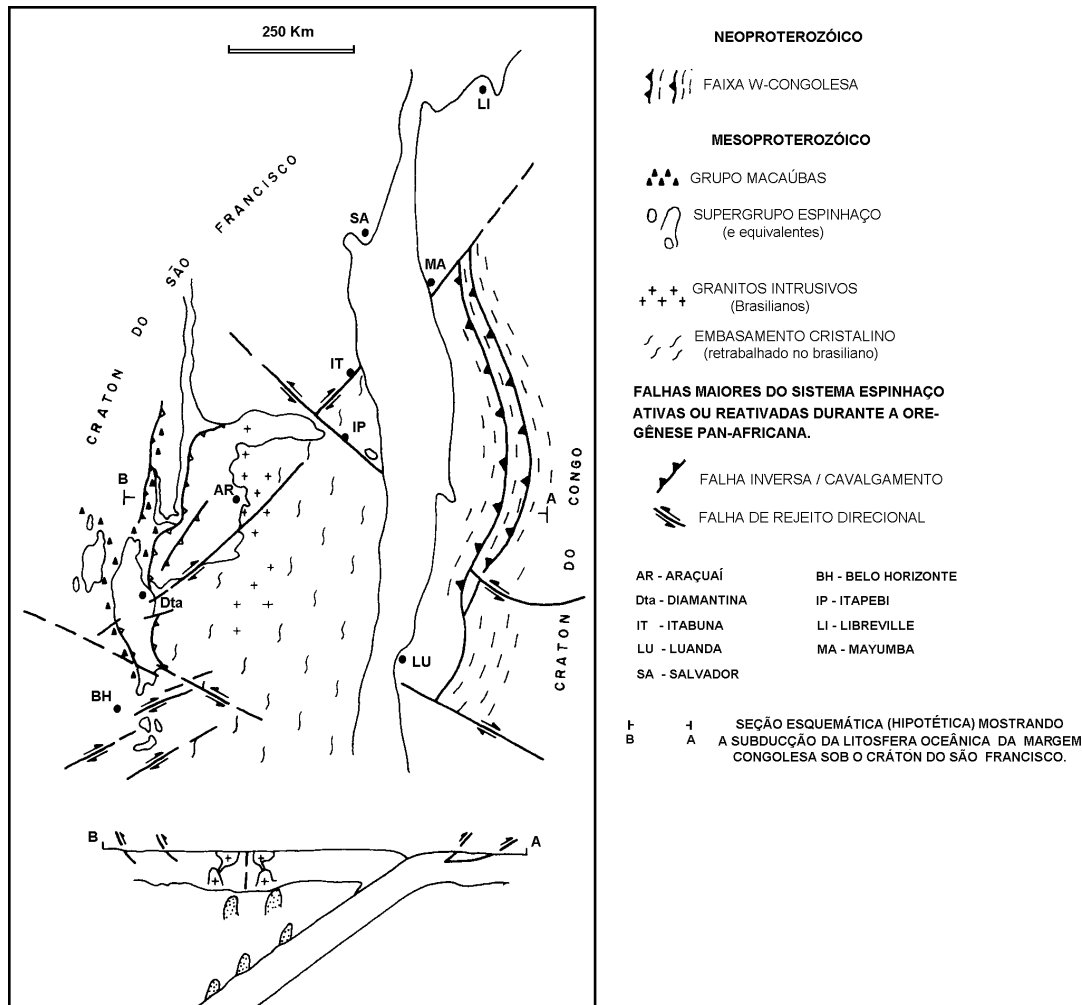 250 Km
LI
CRATON DO SÃO FRANCISCO
SA
MA
IT
IP
B
AR
A
Dta
LU
BH
CRATON DO CONGO
B
A
NEOPROTEROZÓICO
FAIXA W-CONGOLESA
MESOPROTEROZÓICO
GRUPO MACAÚBAS
SUPERGRUPO ESPINHAÇO
(e equivalentes)
GRANITOS INTRUSIVOS
(Brasilianos)
EMBASAMENTO CRISTALINO
(retrabalhado no brasiliano)
FALHAS MAIORES DO SISTEMA ESPINHAÇO
ATIVAS OU REATIVADAS DURANTE A ORE-
GÊNESE PAN-AFRICANA.
FALHA INVERSA / CAVALGAMENTO
FALHA DE REJEITO DIRECIONAL
AR - ARAÇUAÍ
BH - BELO HORIZONTE
Dta - DIAMANTINA
IP - ITAPEBI
IT - ITABUNA
LI - LIBREVILLE
LU - LUANDA
MA - MAYUMBA
SA - SALVADOR
SEÇÃO ESQUEMÁTICA (HIPOTÉTICA) MOSTRANDO
B A A SUBDUCÇÃO DA LITOSFERA OCEÂNICA DA MARGEM
CONGOLESA SOB O CRÁTON DO SÃO FRANCISCO.